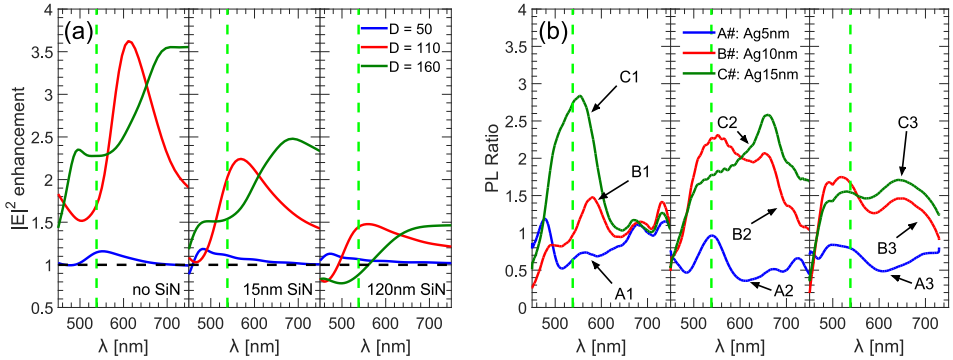 (a)
|E|² enhancement
4
3.5
3
2.5
2
1.5
1
0.5
D = 50
D = 110
D = 160
no SiN
15nm SiN
120nm SiN
500 600 700
500 600 700
500 600 700
λ [nm]
λ [nm]
λ [nm]
(b)
PL Ratio
4
3.5
3
2.5
2
1.5
1
0.5
0
A#: Ag5nm
B#: Ag10nm
C#: Ag15nm
C1
B1
A1
C2
B2
A2
C3
B3
A3
500 600 700
500 600 700
500 600 700
λ [nm]
λ [nm]
λ [nm]